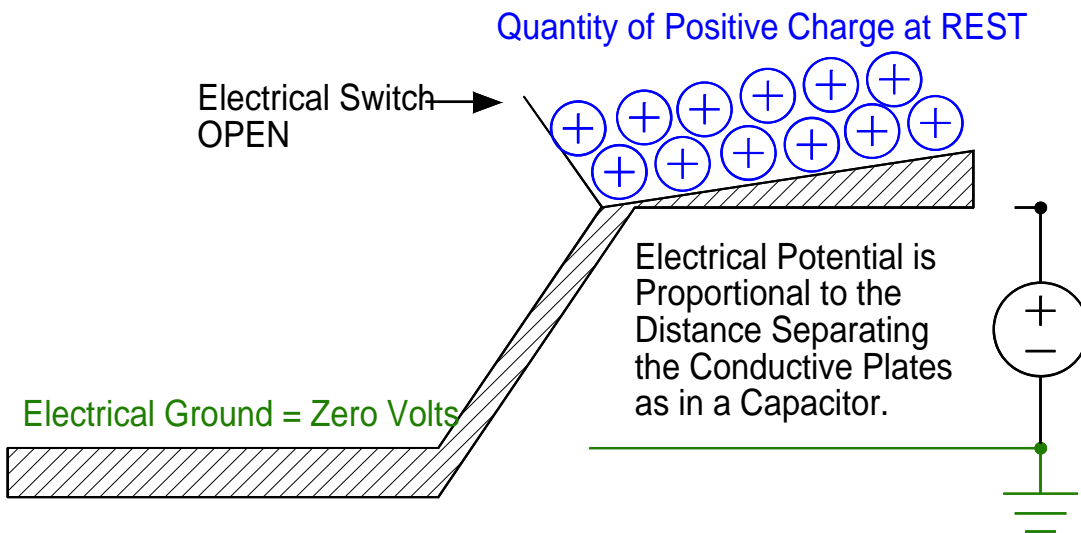 Quantity of Positive Charge at REST
Electrical Switch
OPEN
Electrical Potential is
Proportional to the
Distance Separating
the Conductive Plates
as in a Capacitor.
Electrical Ground = Zero Volts